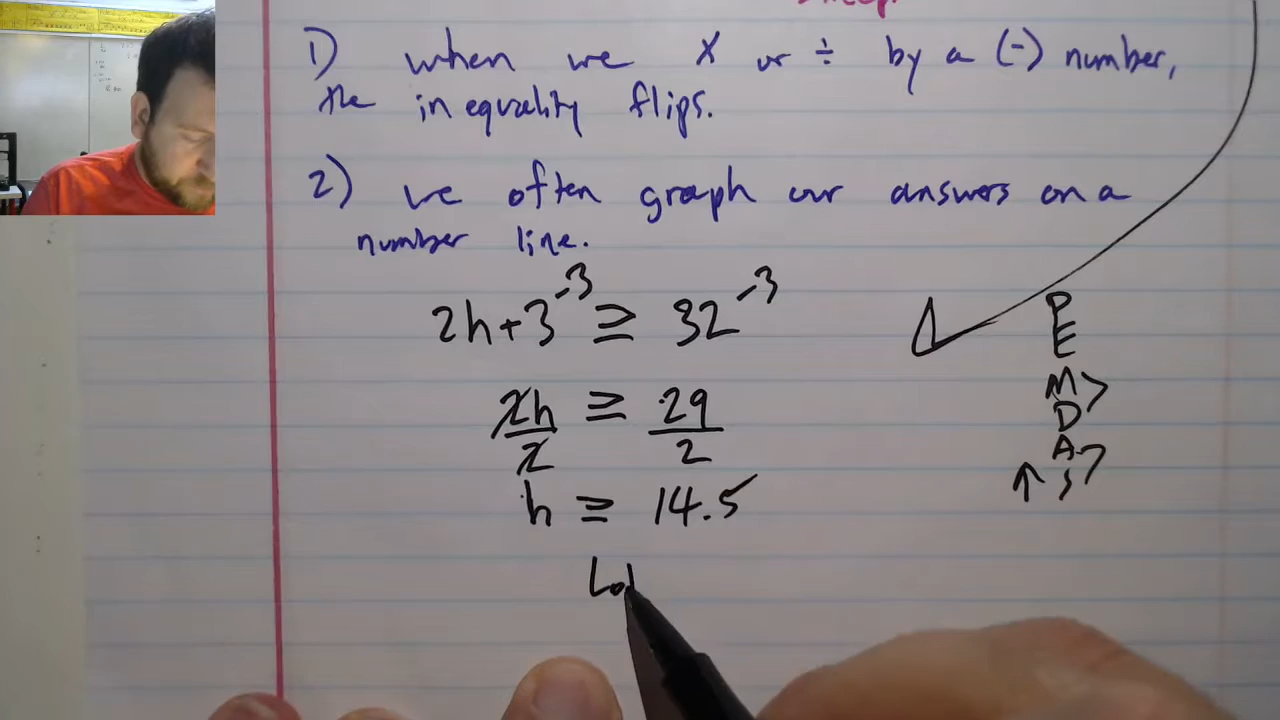 1) when we x or ÷ by a (-) number,
the inequality flips.
2) we often graph our answers on a
number line.
2h+3⁻³ ≥ 32⁻³
2h/2 ≥ 29/2
h ≥ 14.5
P
E
M >
D
A >
↑ S